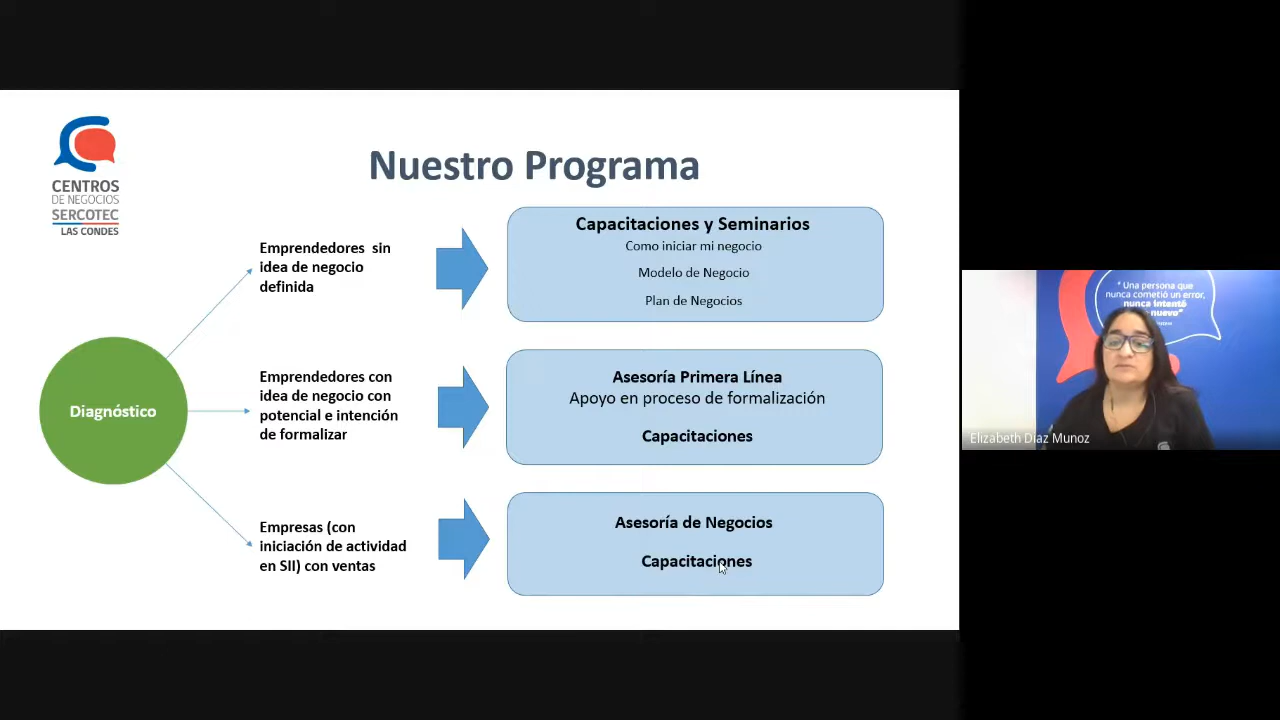 CENTROS
DE NEGOCIOS
SERCOTEC
LAS CONDES
Nuestro Programa
Diagnóstico
Emprendedores sin
idea de negocio
definida
Capacitaciones y Seminarios
Como iniciar mi negocio
Modelo de Negocio
Plan de Negocios
Emprendedores con
idea de negocio con
potencial e intención
de formalizar
Asesoría Primera Línea
Apoyo en proceso de formalización
Capacitaciones
Empresas (con
iniciación de actividad
en SII) con ventas
Asesoría de Negocios
Capacitaciones
" Una persona que
nunca cometió un error,
nunca intentó
nuevo"
Elizabeth Diaz Munoz